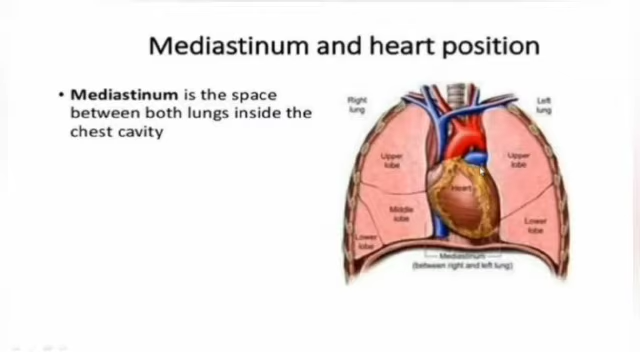 Mediastinum and heart position
• Mediastinum is the space
between both lungs inside the
chest cavity
Right
lung
Left
lung
Upper
lobe
Upper
lobe
Heart
Middle
lobe
Lower
lobe
Lower
lobe
Mediastinum
(between right and left lung)